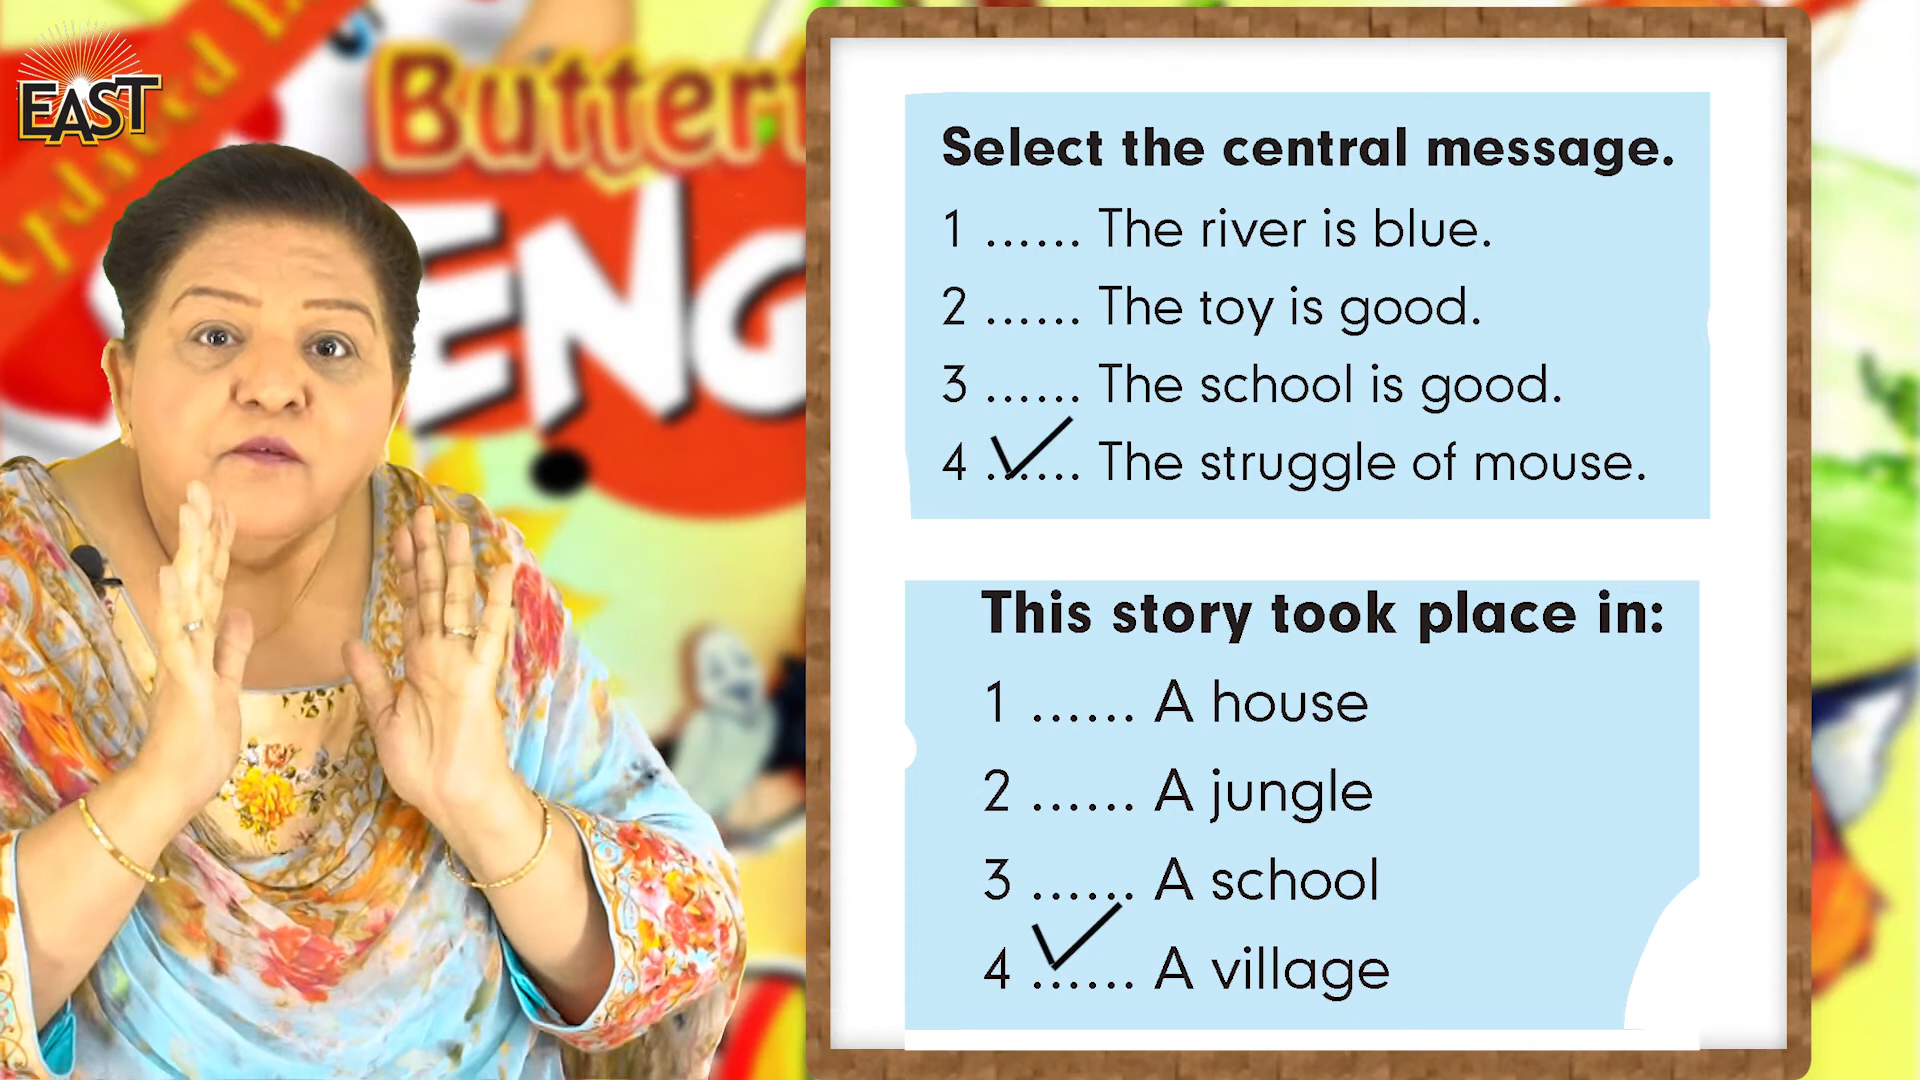 EAST
Select the central message.
1 ...... The river is blue.
2 ...... The toy is good.
3 ...... The school is good.
4 ...... The struggle of mouse.
This story took place in:
1 ...... A house
2 ...... A jungle
3 ...... A school
4 ...... A village